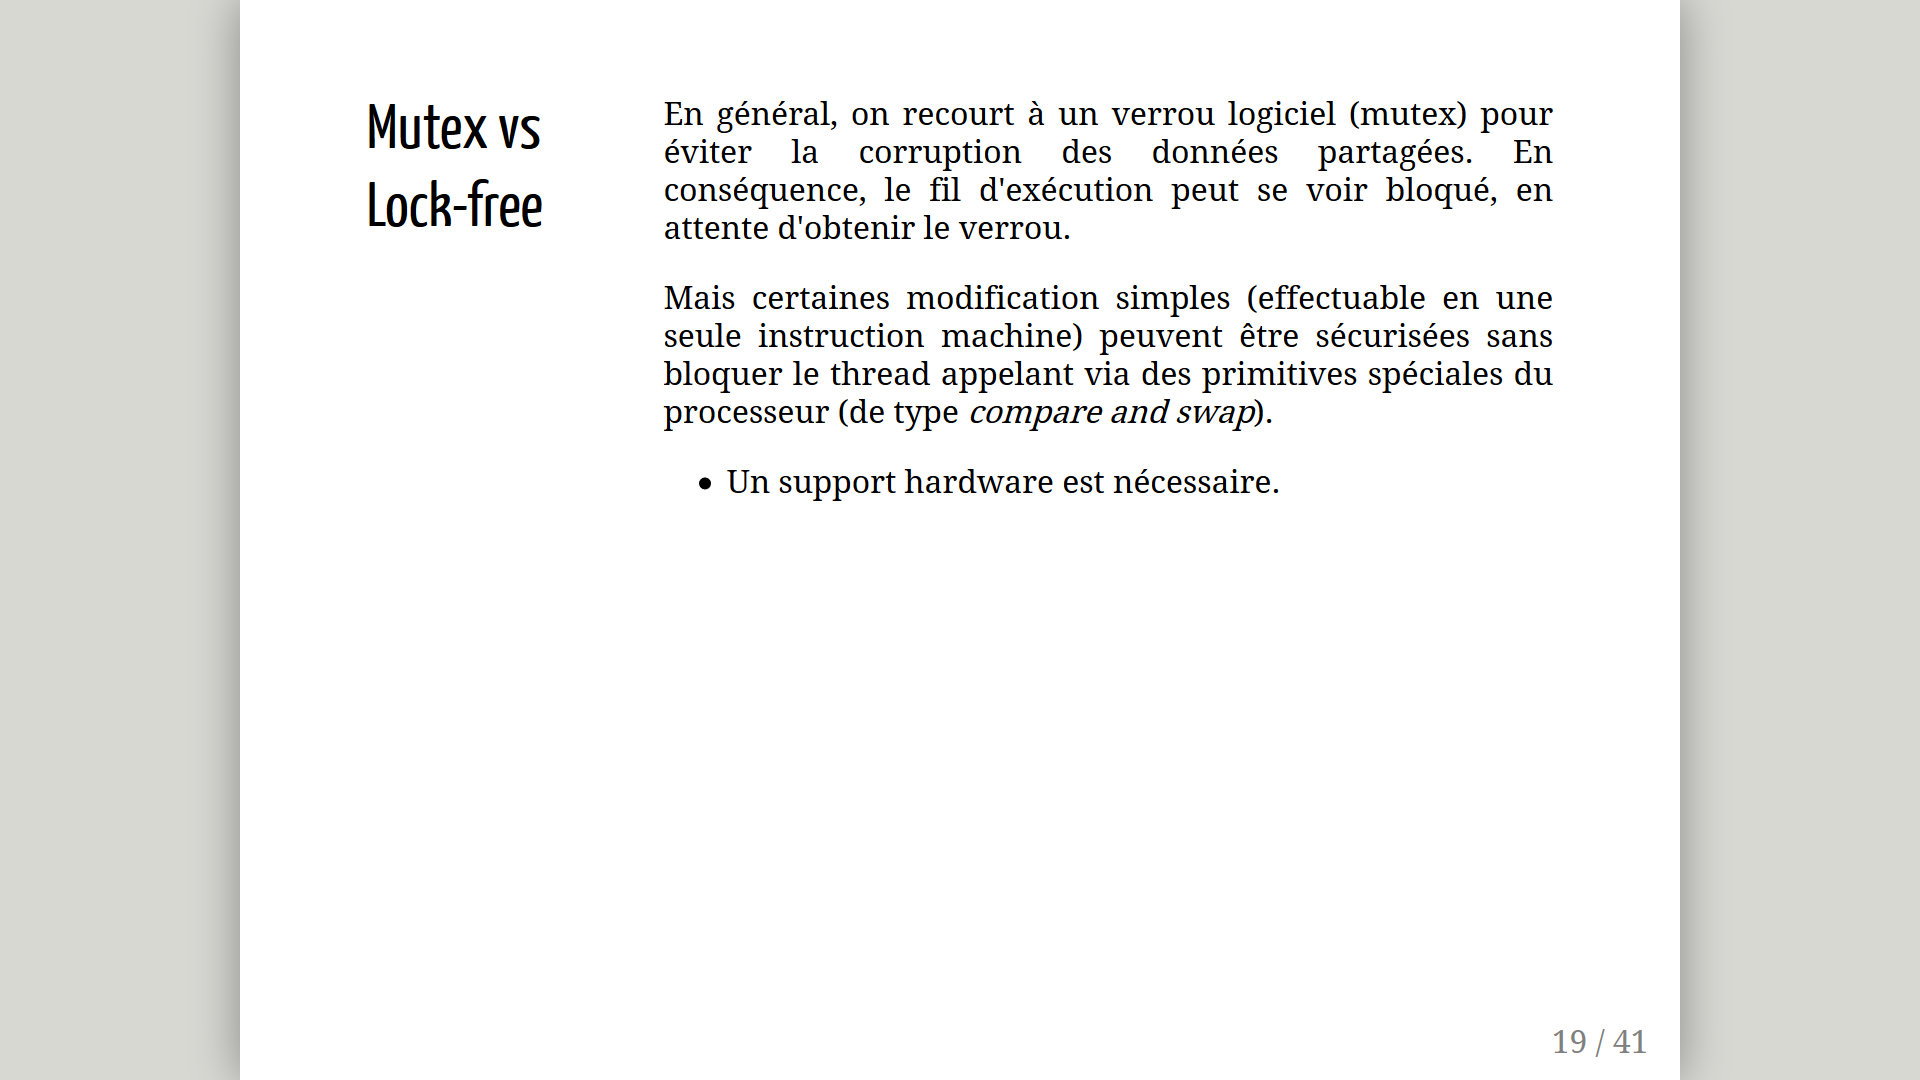 Mutex vs
Lock-free
En général, on recourt à un verrou logiciel (mutex) pour
éviter la corruption des données partagées. En
conséquence, le fil d'exécution peut se voir bloqué, en
attente d'obtenir le verrou.
Mais certaines modification simples (effectuable en une
seule instruction machine) peuvent être sécurisées sans
bloquer le thread appelant via des primitives spéciales du
processeur (de type compare and swap).
• Un support hardware est nécessaire.
19 / 41